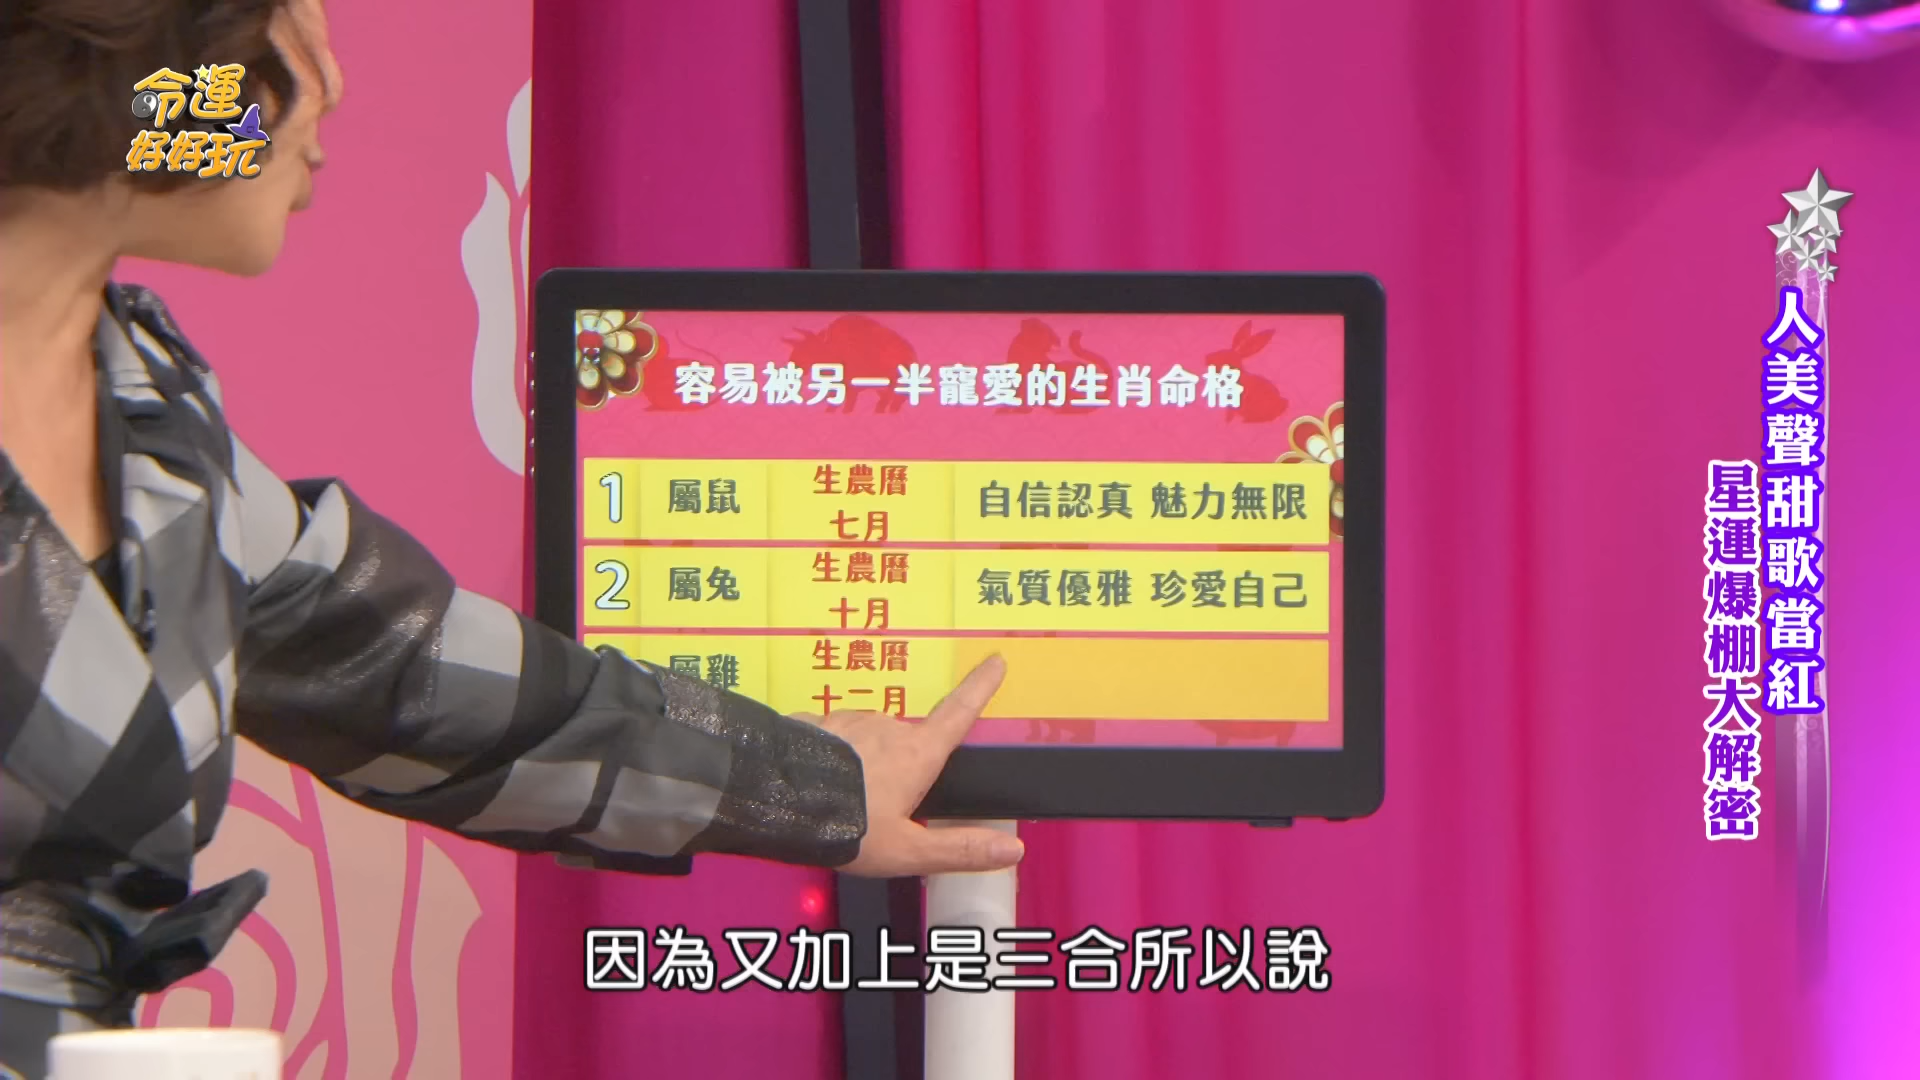 命運
好好玩
人美聲甜歌當紅
星運爆棚大解密
容易被另一半寵愛的生肖命格
1 屬鼠 生農曆七月 自信認真 魅力無限
2 屬兔 生農曆十月 氣質優雅 珍愛自己
屬雞 生農曆十二月
因為又加上是三合所以說